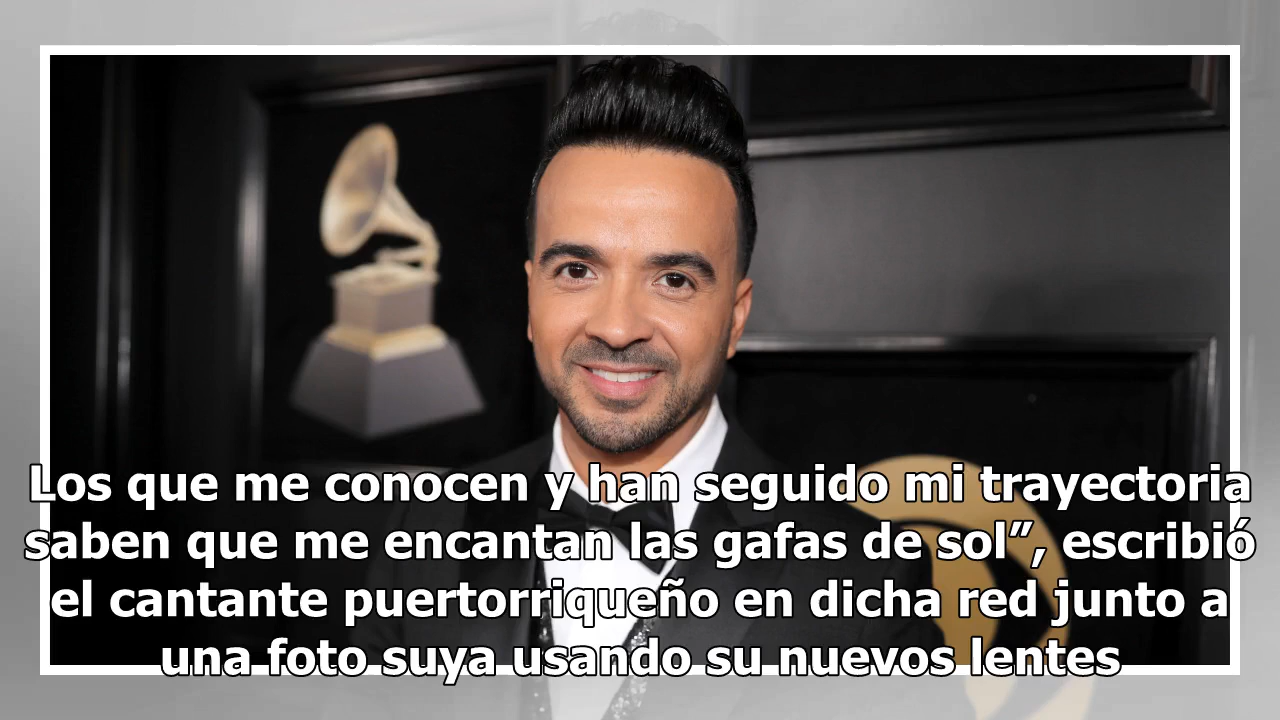 Los que me conocen y han seguido mi trayectoria
saben que me encantan las gafas de sol”, escribió
el cantante puertorriqueño en dicha red junto a
una foto suya usando su nuevos lentes